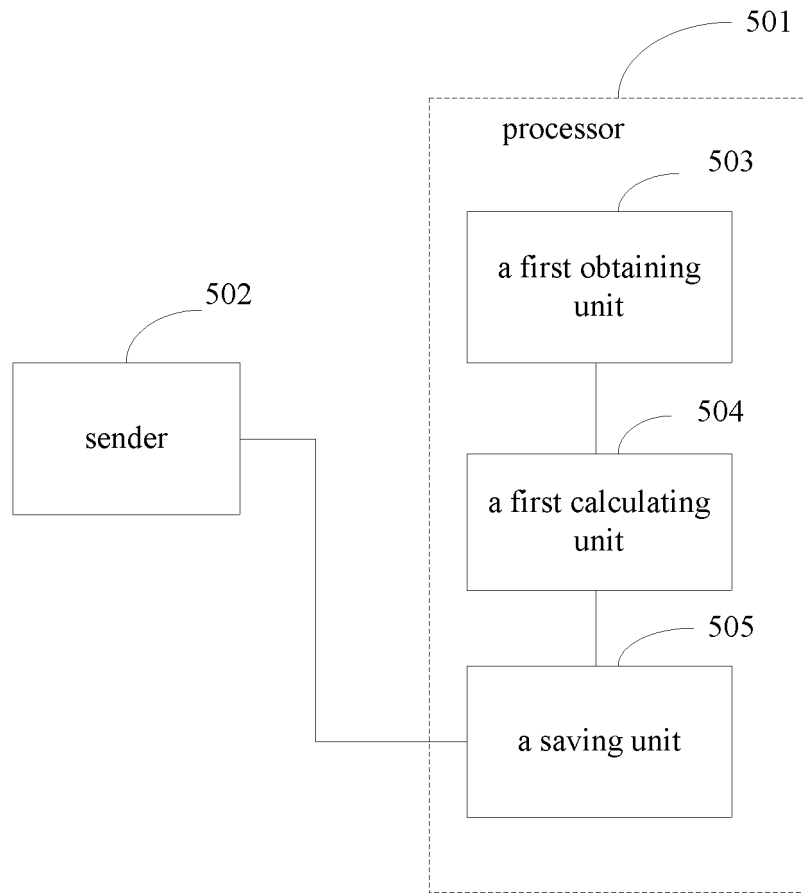 501
processor
503
a first obtaining
unit
502
sender
504
a first calculating
unit
505
a saving unit